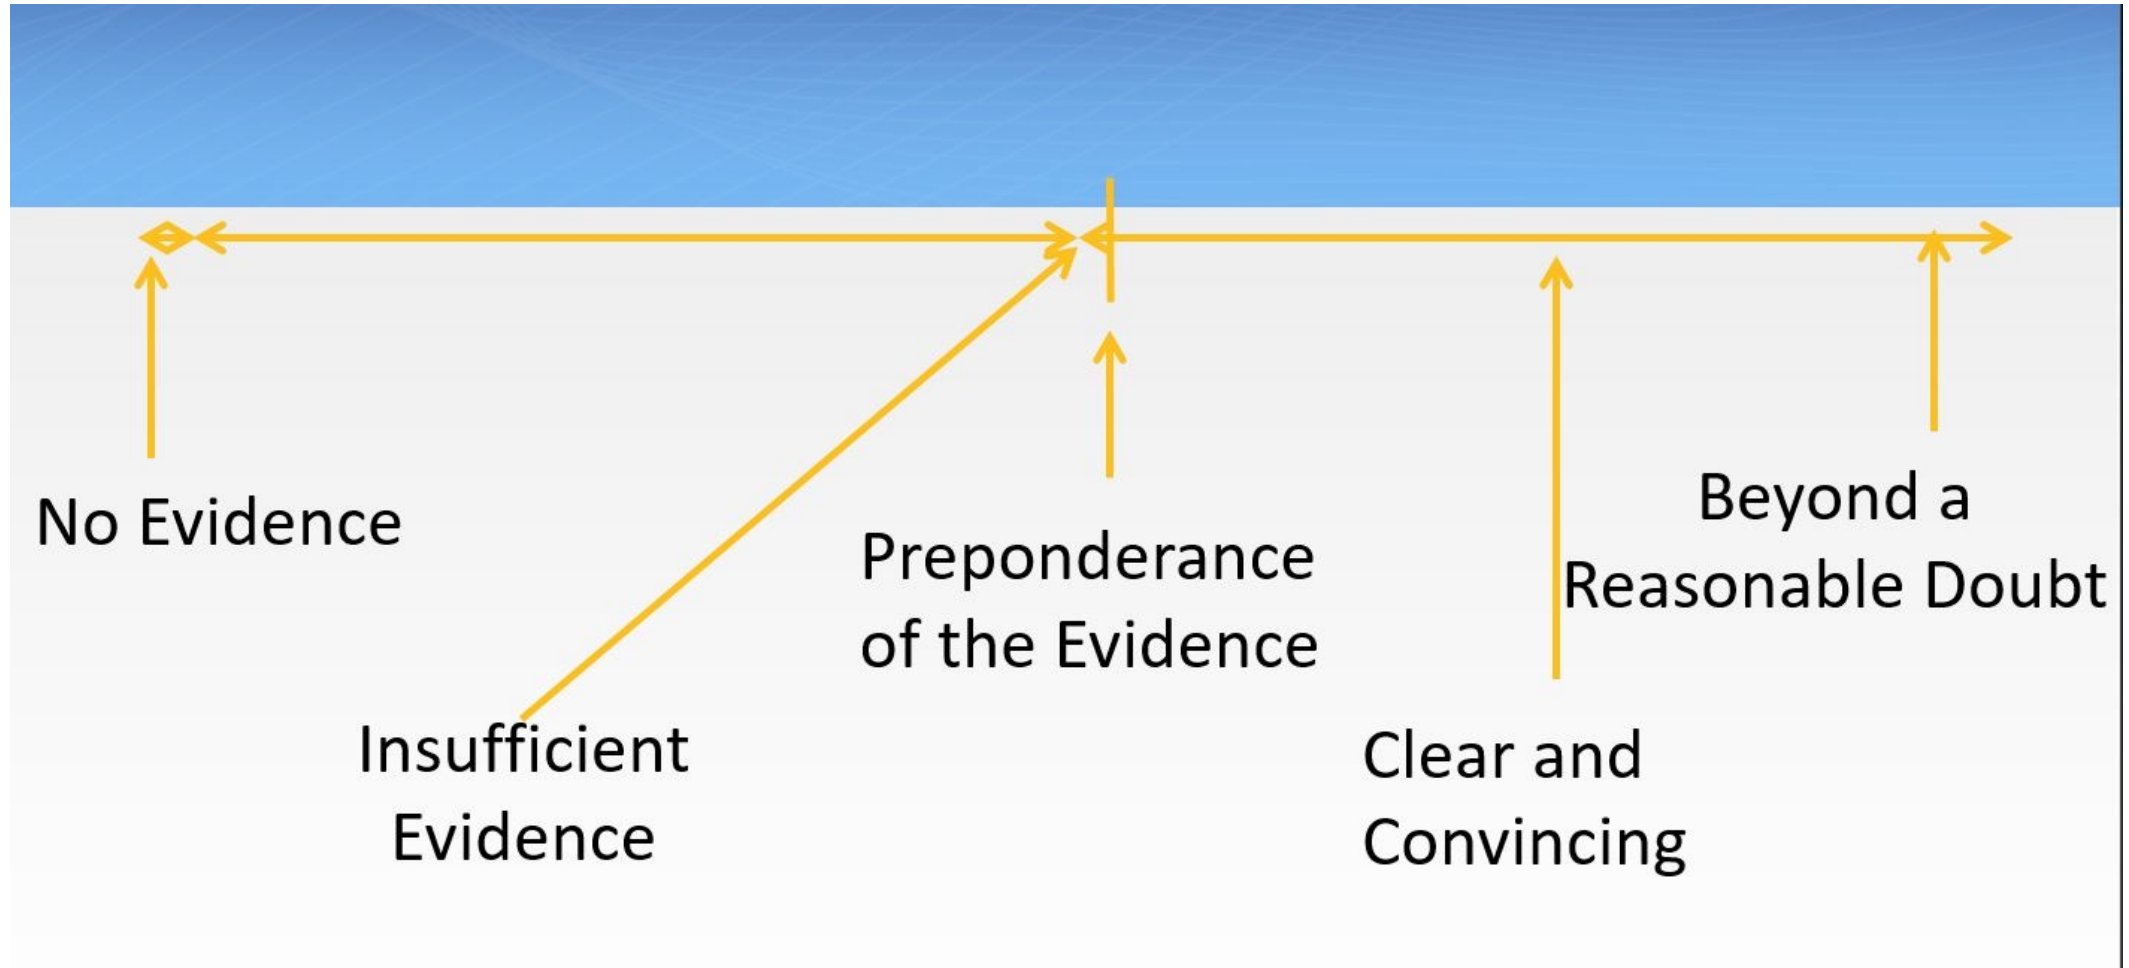 No Evidence
Insufficient
Evidence
Preponderance
of the Evidence
Clear and
Convincing
Beyond a
Reasonable Doubt